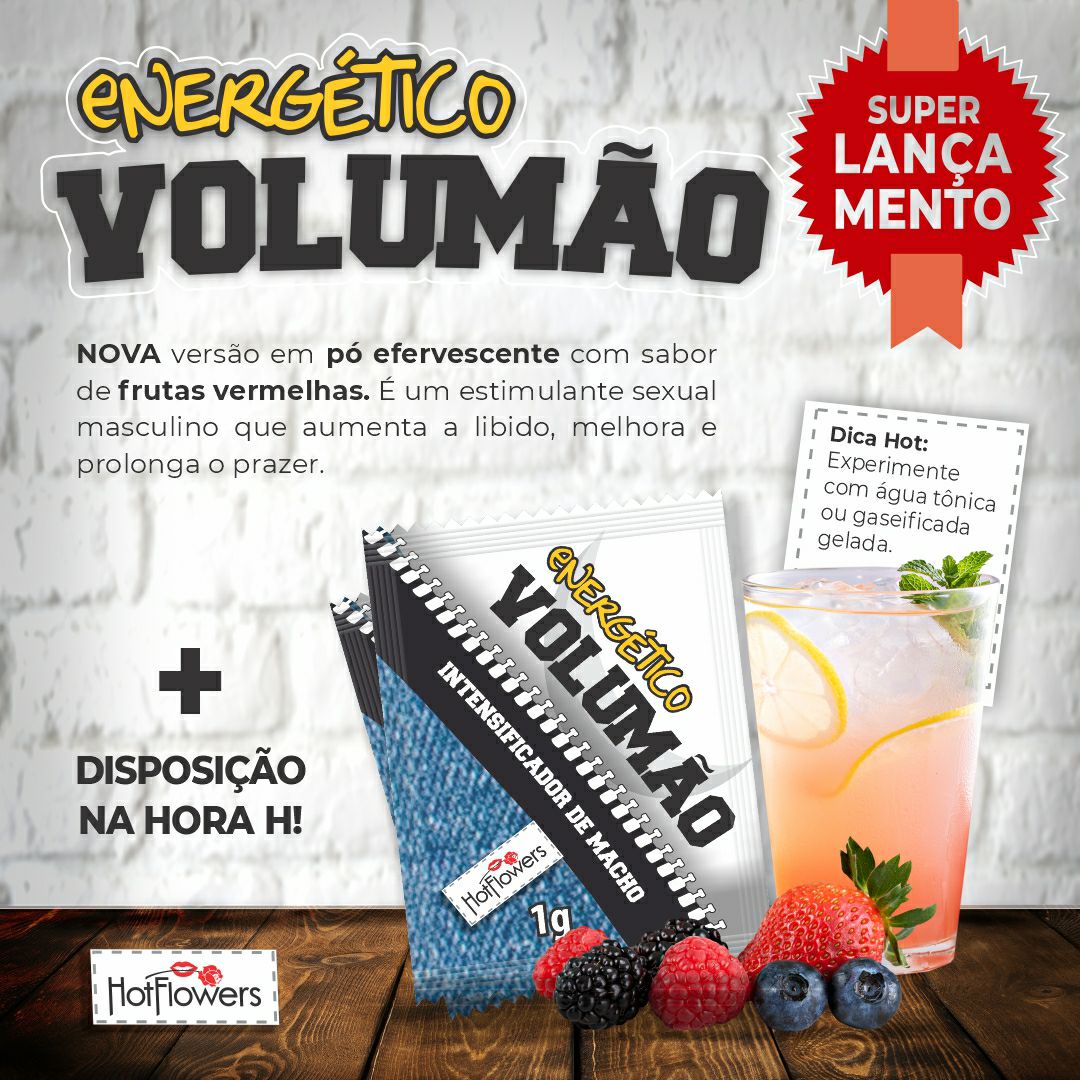 eNERGÉTICO
VOLUMÃO
SUPER
LANÇA
MENTO
NOVA versão em pó efervescente com sabor
de frutas vermelhas. É um estimulante sexual
masculino que aumenta a libido, melhora e
prolonga o prazer.
Dica Hot:
Experimente
com água tônica
ou gaseificada
gelada.
+
DISPOSIÇÃO
NA HORA H!
eNERGÉTICO
VOLUMÃO
INTENSIFICADOR DE MACHO
HotFlowers
1g
HotFlowers